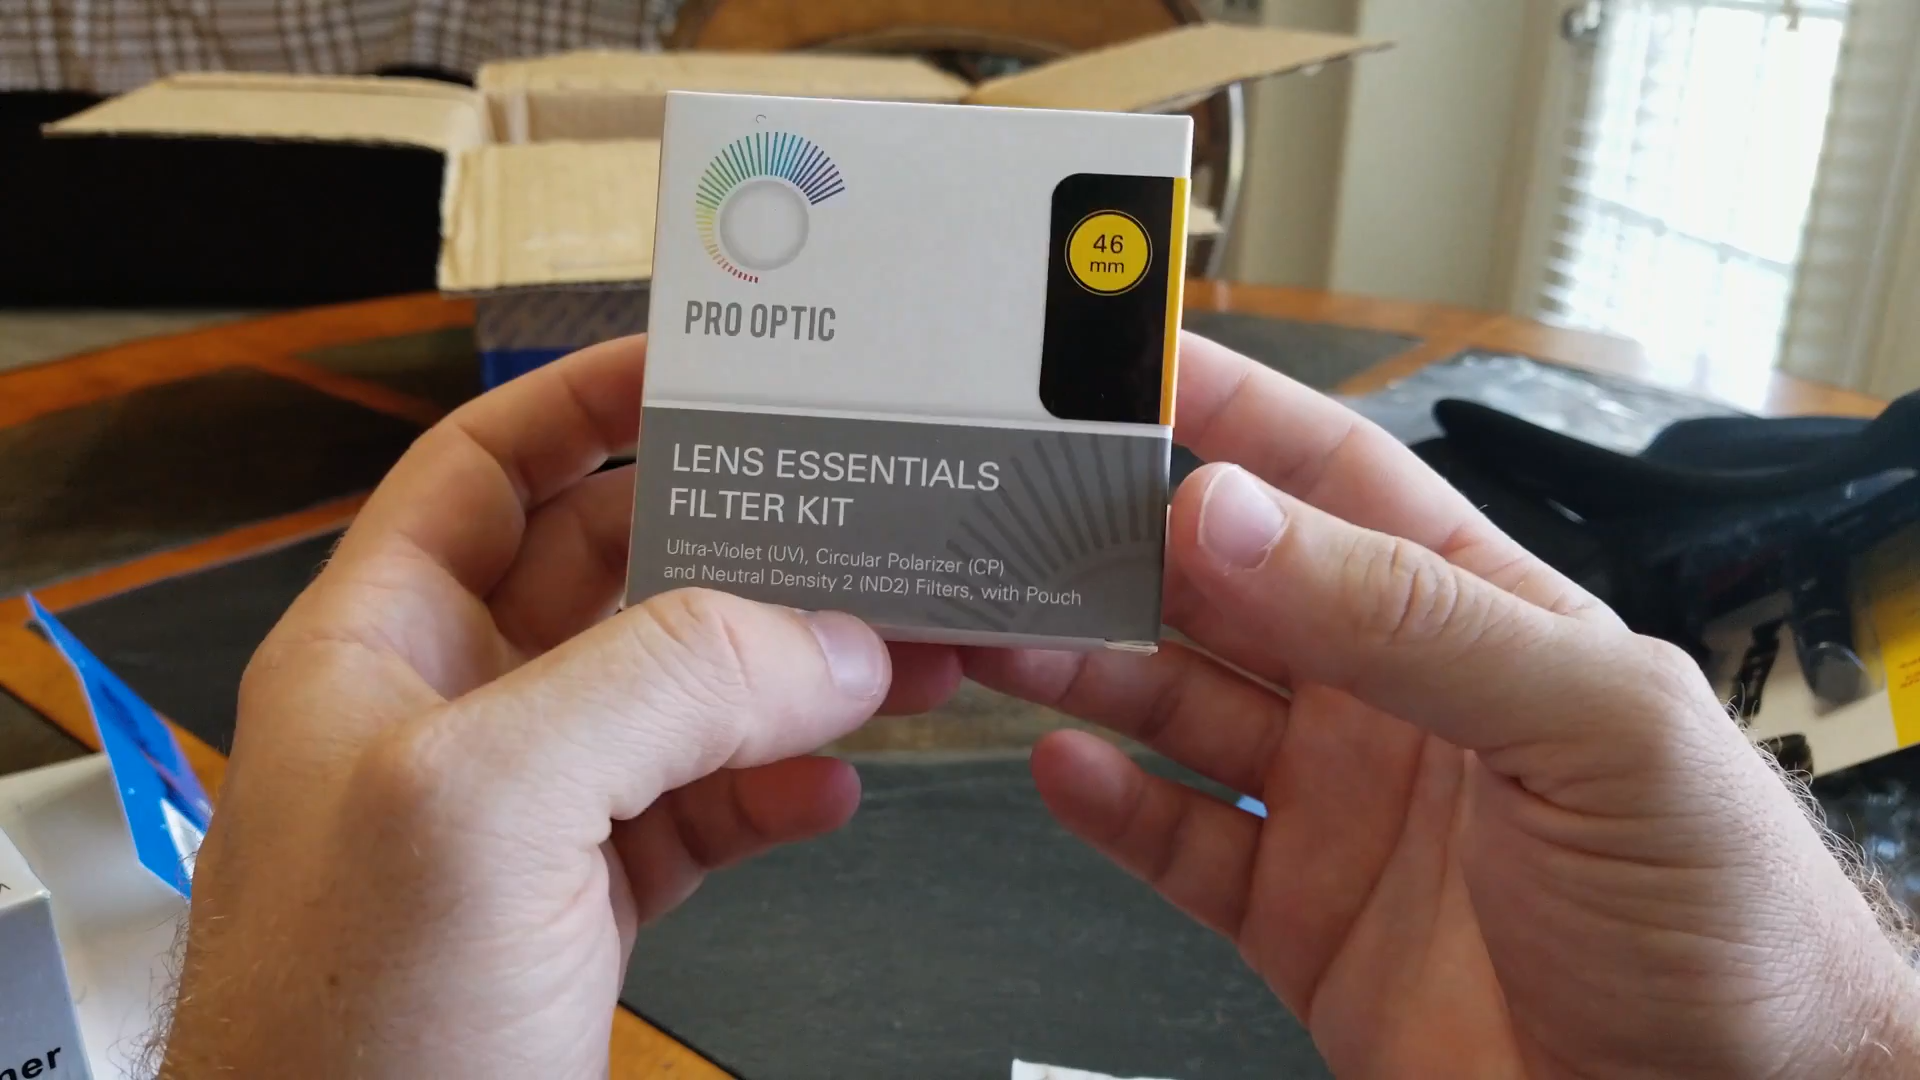 PRO OPTIC
46
mm
LENS ESSENTIALS
FILTER KIT
Ultra-Violet (UV), Circular Polarizer (CP)
and Neutral Density 2 (ND2) Filters, with Pouch